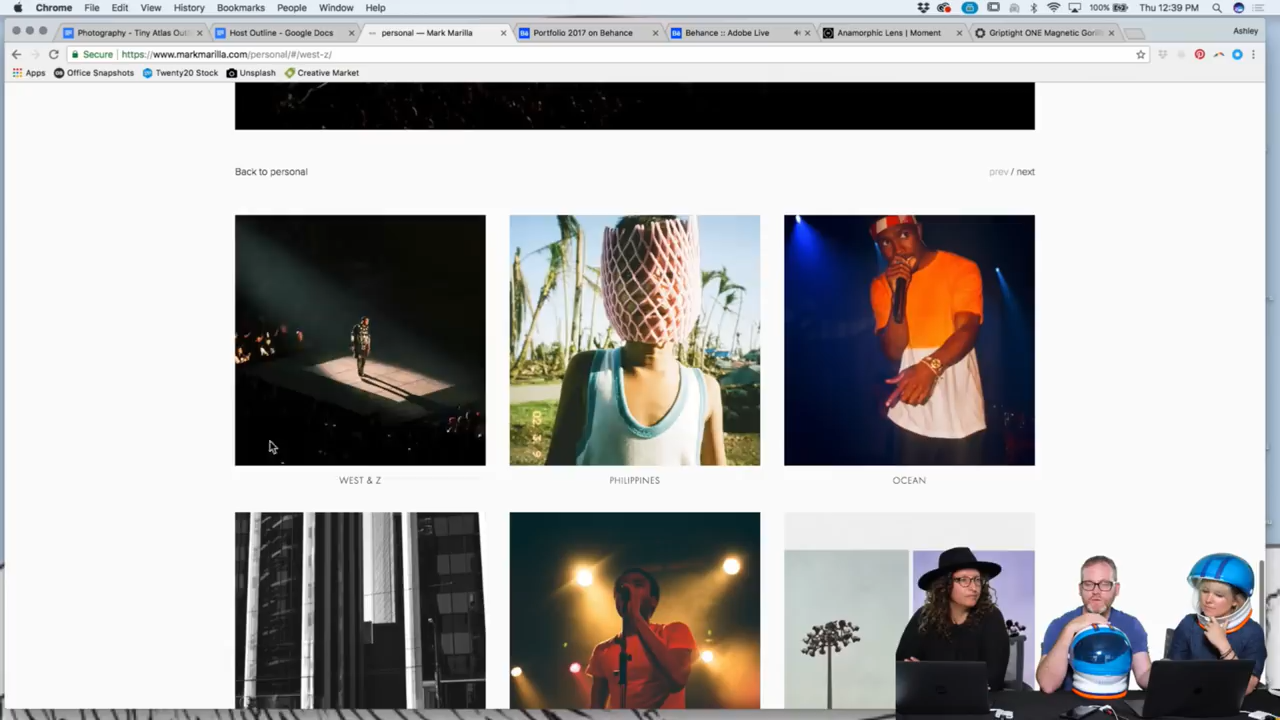 Chrome File Edit View History Bookmarks People Window Help
100% Thu 12:39 PM
Photography - Tiny Atlas Out
Host Outline - Google Docs
personal — Mark Marilla
Portfolio 2017 on Behance
Behance :: Adobe Live
Anamorphic Lens | Moment
Griptight ONE Magnetic Goril
Ashley
Secure https://www.markmarilla.com/personal/#/west-z/
Apps Office Snapshots Twenty20 Stock Unsplash Creative Market
Back to personal
prev / next
WEST & Z
PHILIPPINES
OCEAN